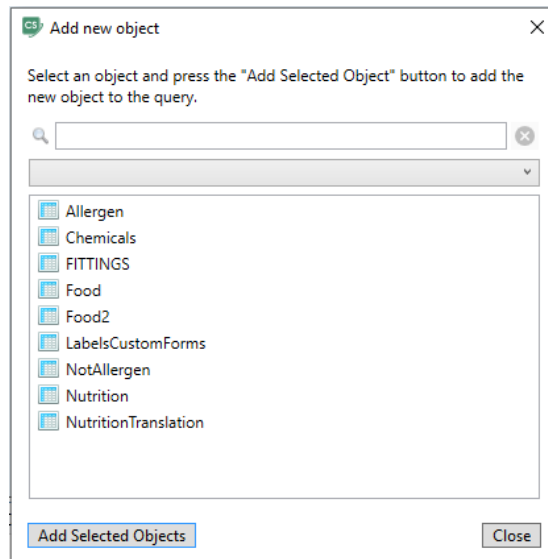 CS
Add new object
Select an object and press the "Add Selected Object" button to add the
new object to the query.
Allergen
Chemicals
FITTINGS
Food
Food2
LabelsCustomForms
NotAllergen
Nutrition
NutritionTranslation
Add Selected Objects
Close